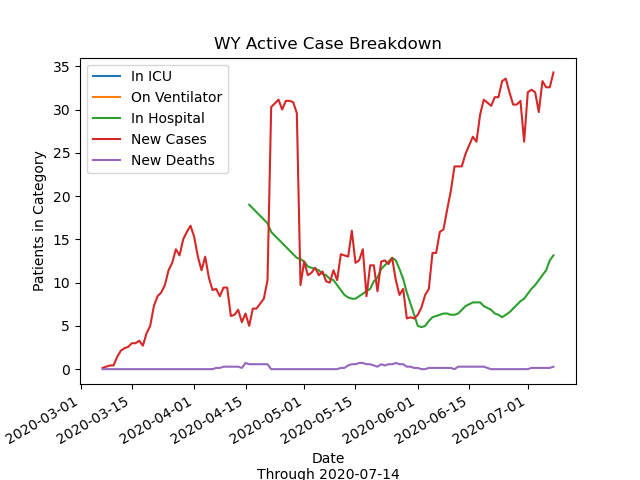 WY Active Case Breakdown
In ICU
On Ventilator
In Hospital
New Cases
New Deaths
Patients in Category
35
30
25
20
15
10
5
0
2020-03-01
2020-03-15
2020-04-01
2020-04-15
2020-05-01
2020-05-15
2020-06-01
2020-06-15
2020-07-01
Date
Through 2020-07-14